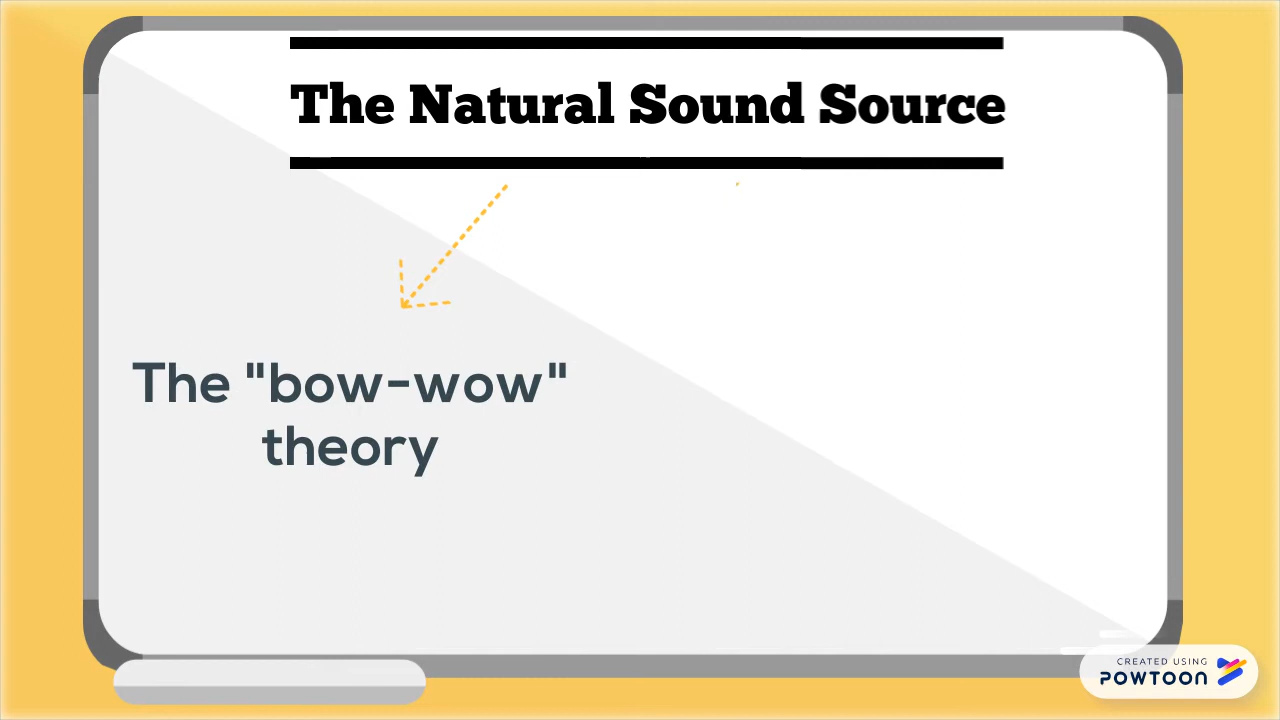 The Natural Sound Source
The "bow-wow"
theory
CREATED USING
POWTOON